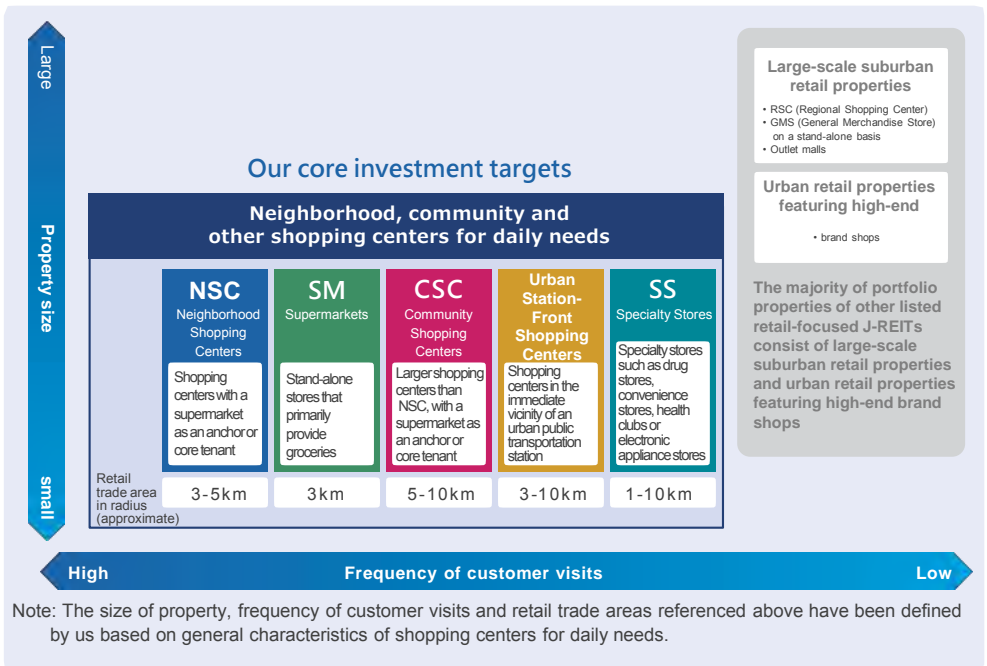 Large
Property size
small
Our core investment targets
Neighborhood, community and
other shopping centers for daily needs
NSC
Neighborhood
Shopping
Centers
Shopping
centers with a
supermarket
as an anchor or
core tenant
SM
Supermarkets
Stand-alone
stores that
primarily
provide
groceries
CSC
Community
Shopping
Centers
Larger shopping
centers than
NSC, with a
supermarket as
an anchor or
core tenant
Urban
Station-
Front
Shopping
Centers
Shopping
centers in the
immediate
vicinity of an
urban public
transportation
station
SS
Specialty Stores
Specialty stores
such as drug
stores,
convenience
stores, health
clubs or
electronic
appliance stores
Retail
trade area
in radius
(approximate)
3-5km
3km
5-10km
3-10km
1-10km
Large-scale suburban
retail properties
• RSC (Regional Shopping Center)
• GMS (General Merchandise Store)
on a stand-alone basis
• Outlet malls
Urban retail properties
featuring high-end
• brand shops
The majority of portfolio
properties of other listed
retail-focused J-REITs
consist of large-scale
suburban retail properties
and urban retail properties
featuring high-end brand
shops
High
Frequency of customer visits
Low
Note: The size of property, frequency of customer visits and retail trade areas referenced above have been defined
by us based on general characteristics of shopping centers for daily needs.